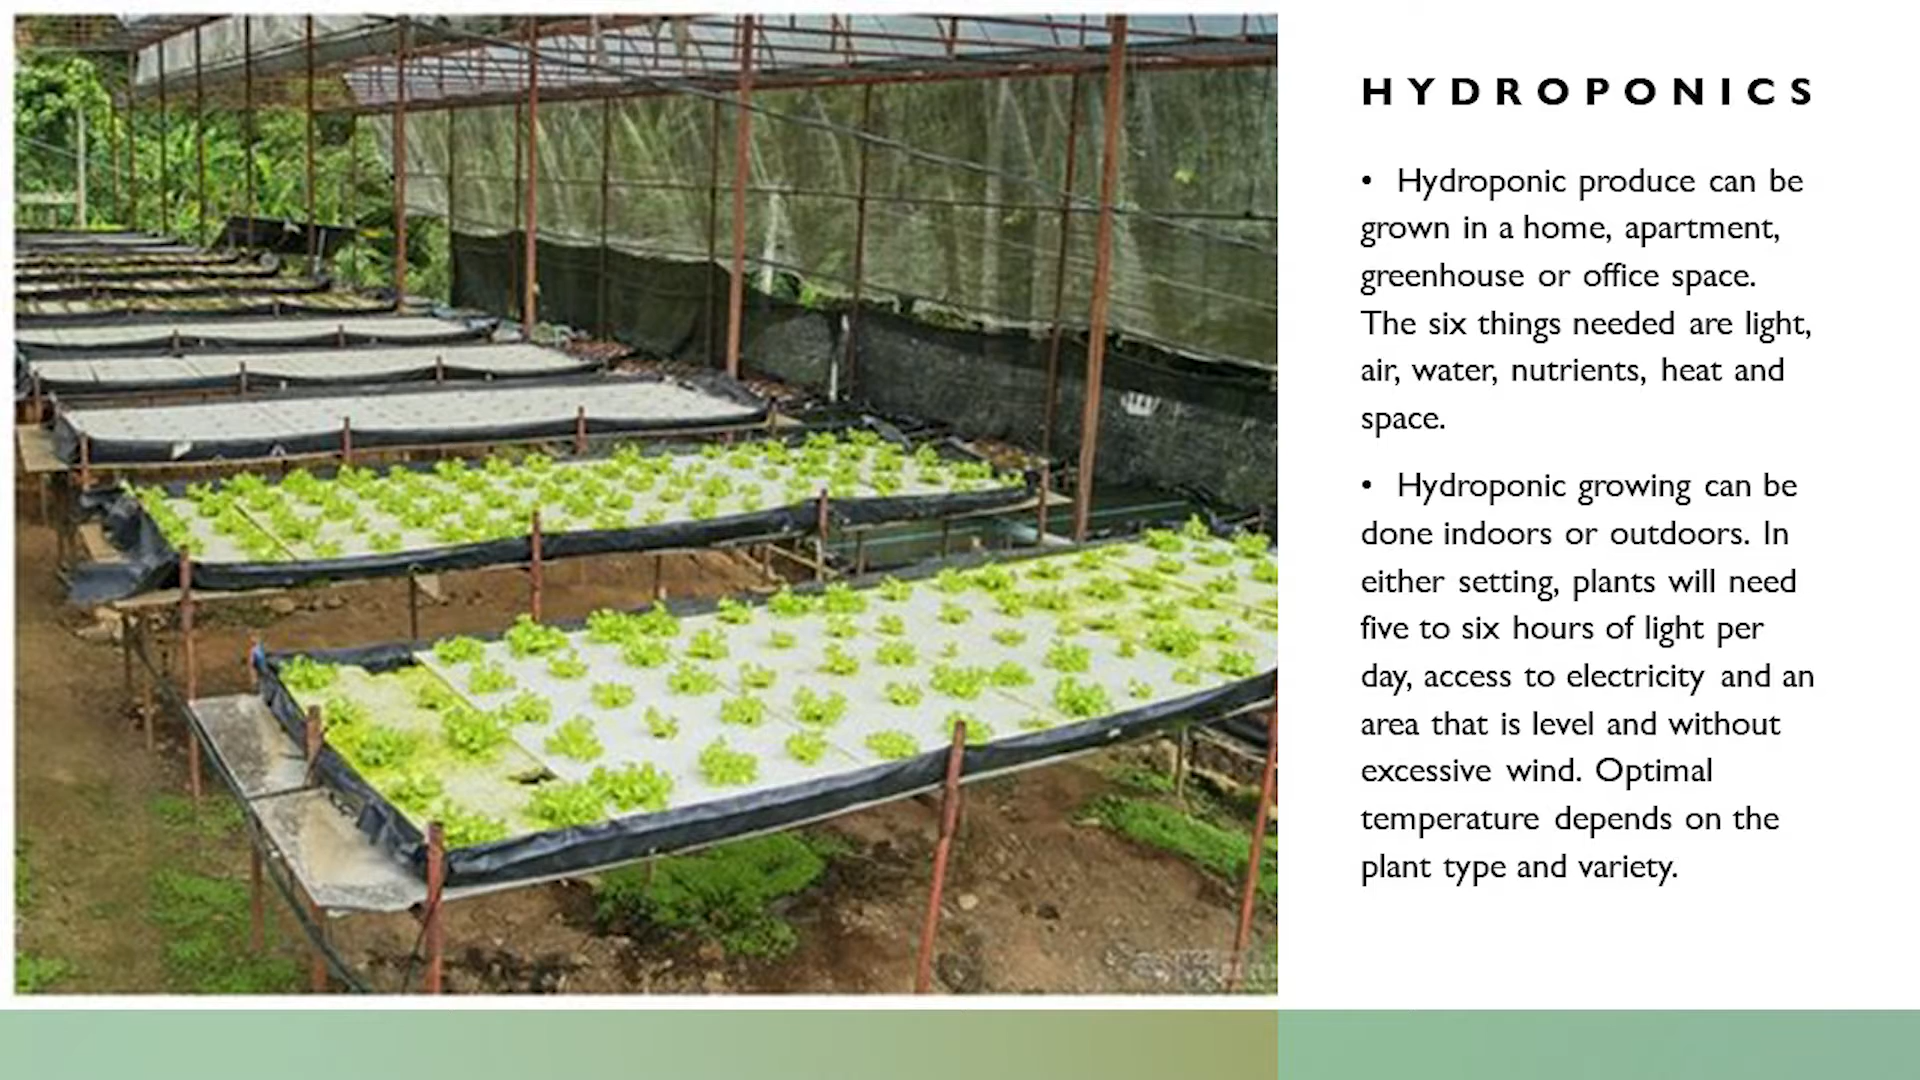 HYDROPONICS
• Hydroponic produce can be
grown in a home, apartment,
greenhouse or office space.
The six things needed are light,
air, water, nutrients, heat and
space.
• Hydroponic growing can be
done indoors or outdoors. In
either setting, plants will need
five to six hours of light per
day, access to electricity and an
area that is level and without
excessive wind. Optimal
temperature depends on the
plant type and variety.